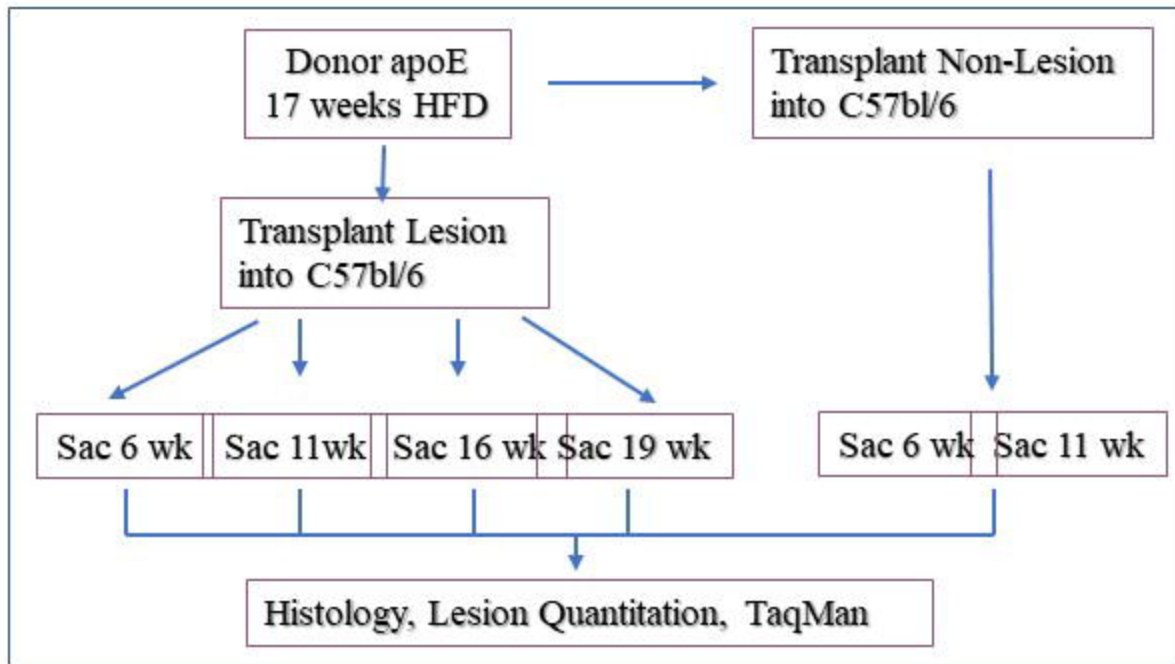 Donor apoE
17 weeks HFD
Transplant Non-Lesion
into C57bl/6
Transplant Lesion
into C57bl/6
Sac 6 wk
Sac 11wk
Sac 16 wk
Sac 19 wk
Sac 6 wk
Sac 11 wk
Histology, Lesion Quantitation, TaqMan